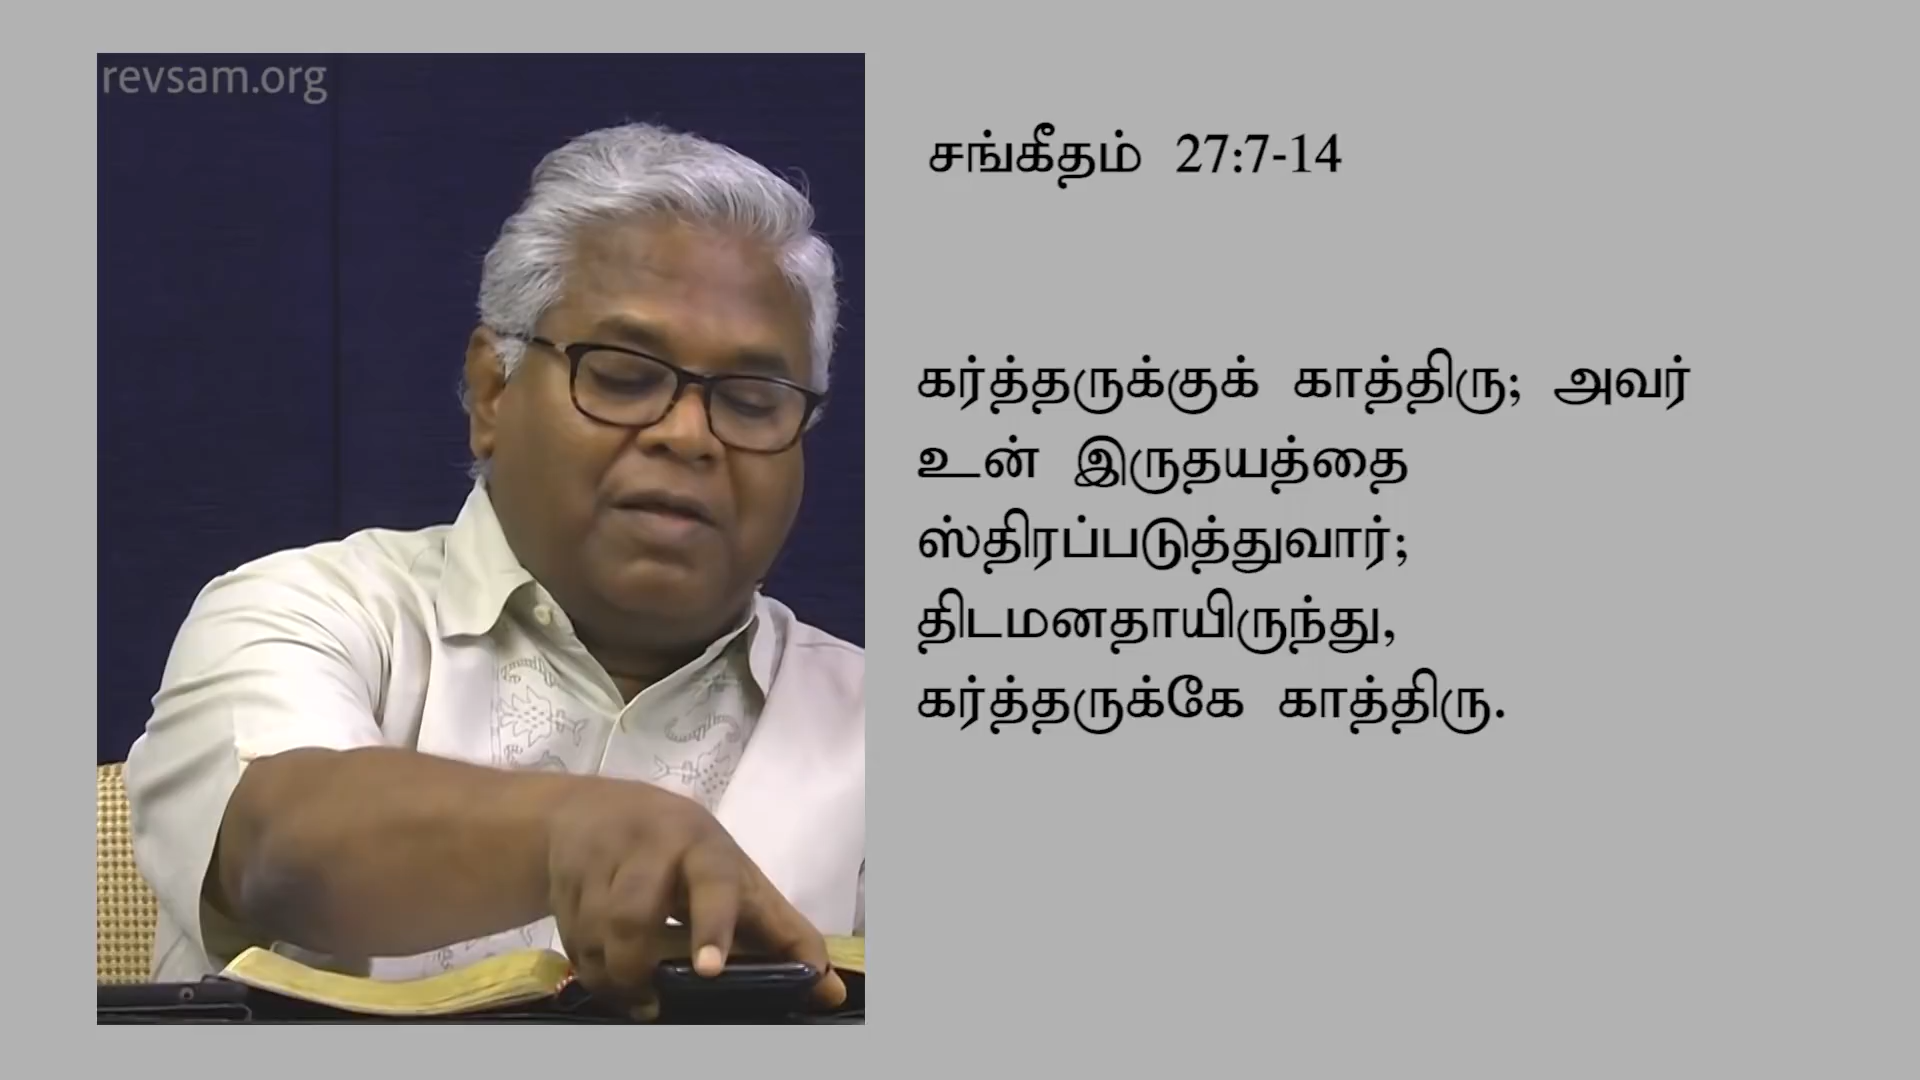 revsam.org
சங்கீதம் 27:7-14
கர்த்தருக்குக் காத்திரு; அவர்
உன் இருதயத்தை
ஸ்திரப்படுத்துவார்;
திடமனதாயிருந்து,
கர்த்தருக்கே காத்திரு.